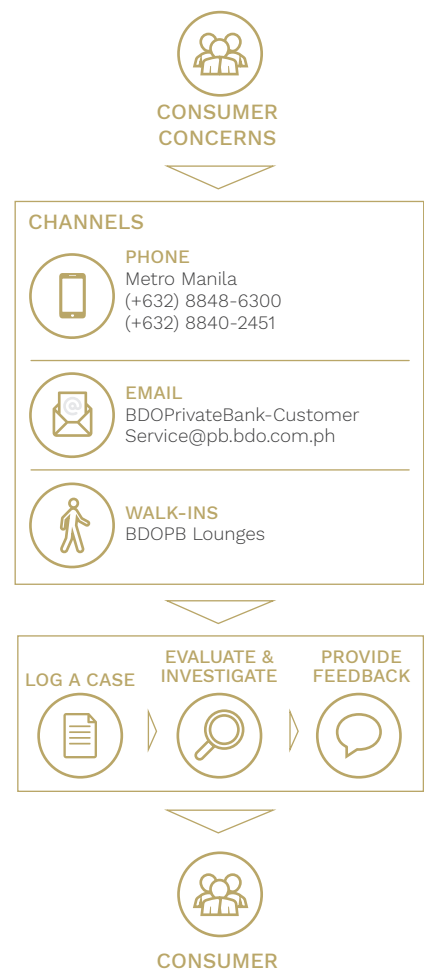 CONSUMER
CONCERNS
CHANNELS
PHONE
Metro Manila
(+632) 8848-6300
(+632) 8840-2451
@
EMAIL
BDOPrivateBank-Customer
Service@pb.bdo.com.ph
WALK-INS
BDOPB Lounges
LOG A CASE
EVALUATE &
INVESTIGATE
PROVIDE
FEEDBACK
CONSUMER